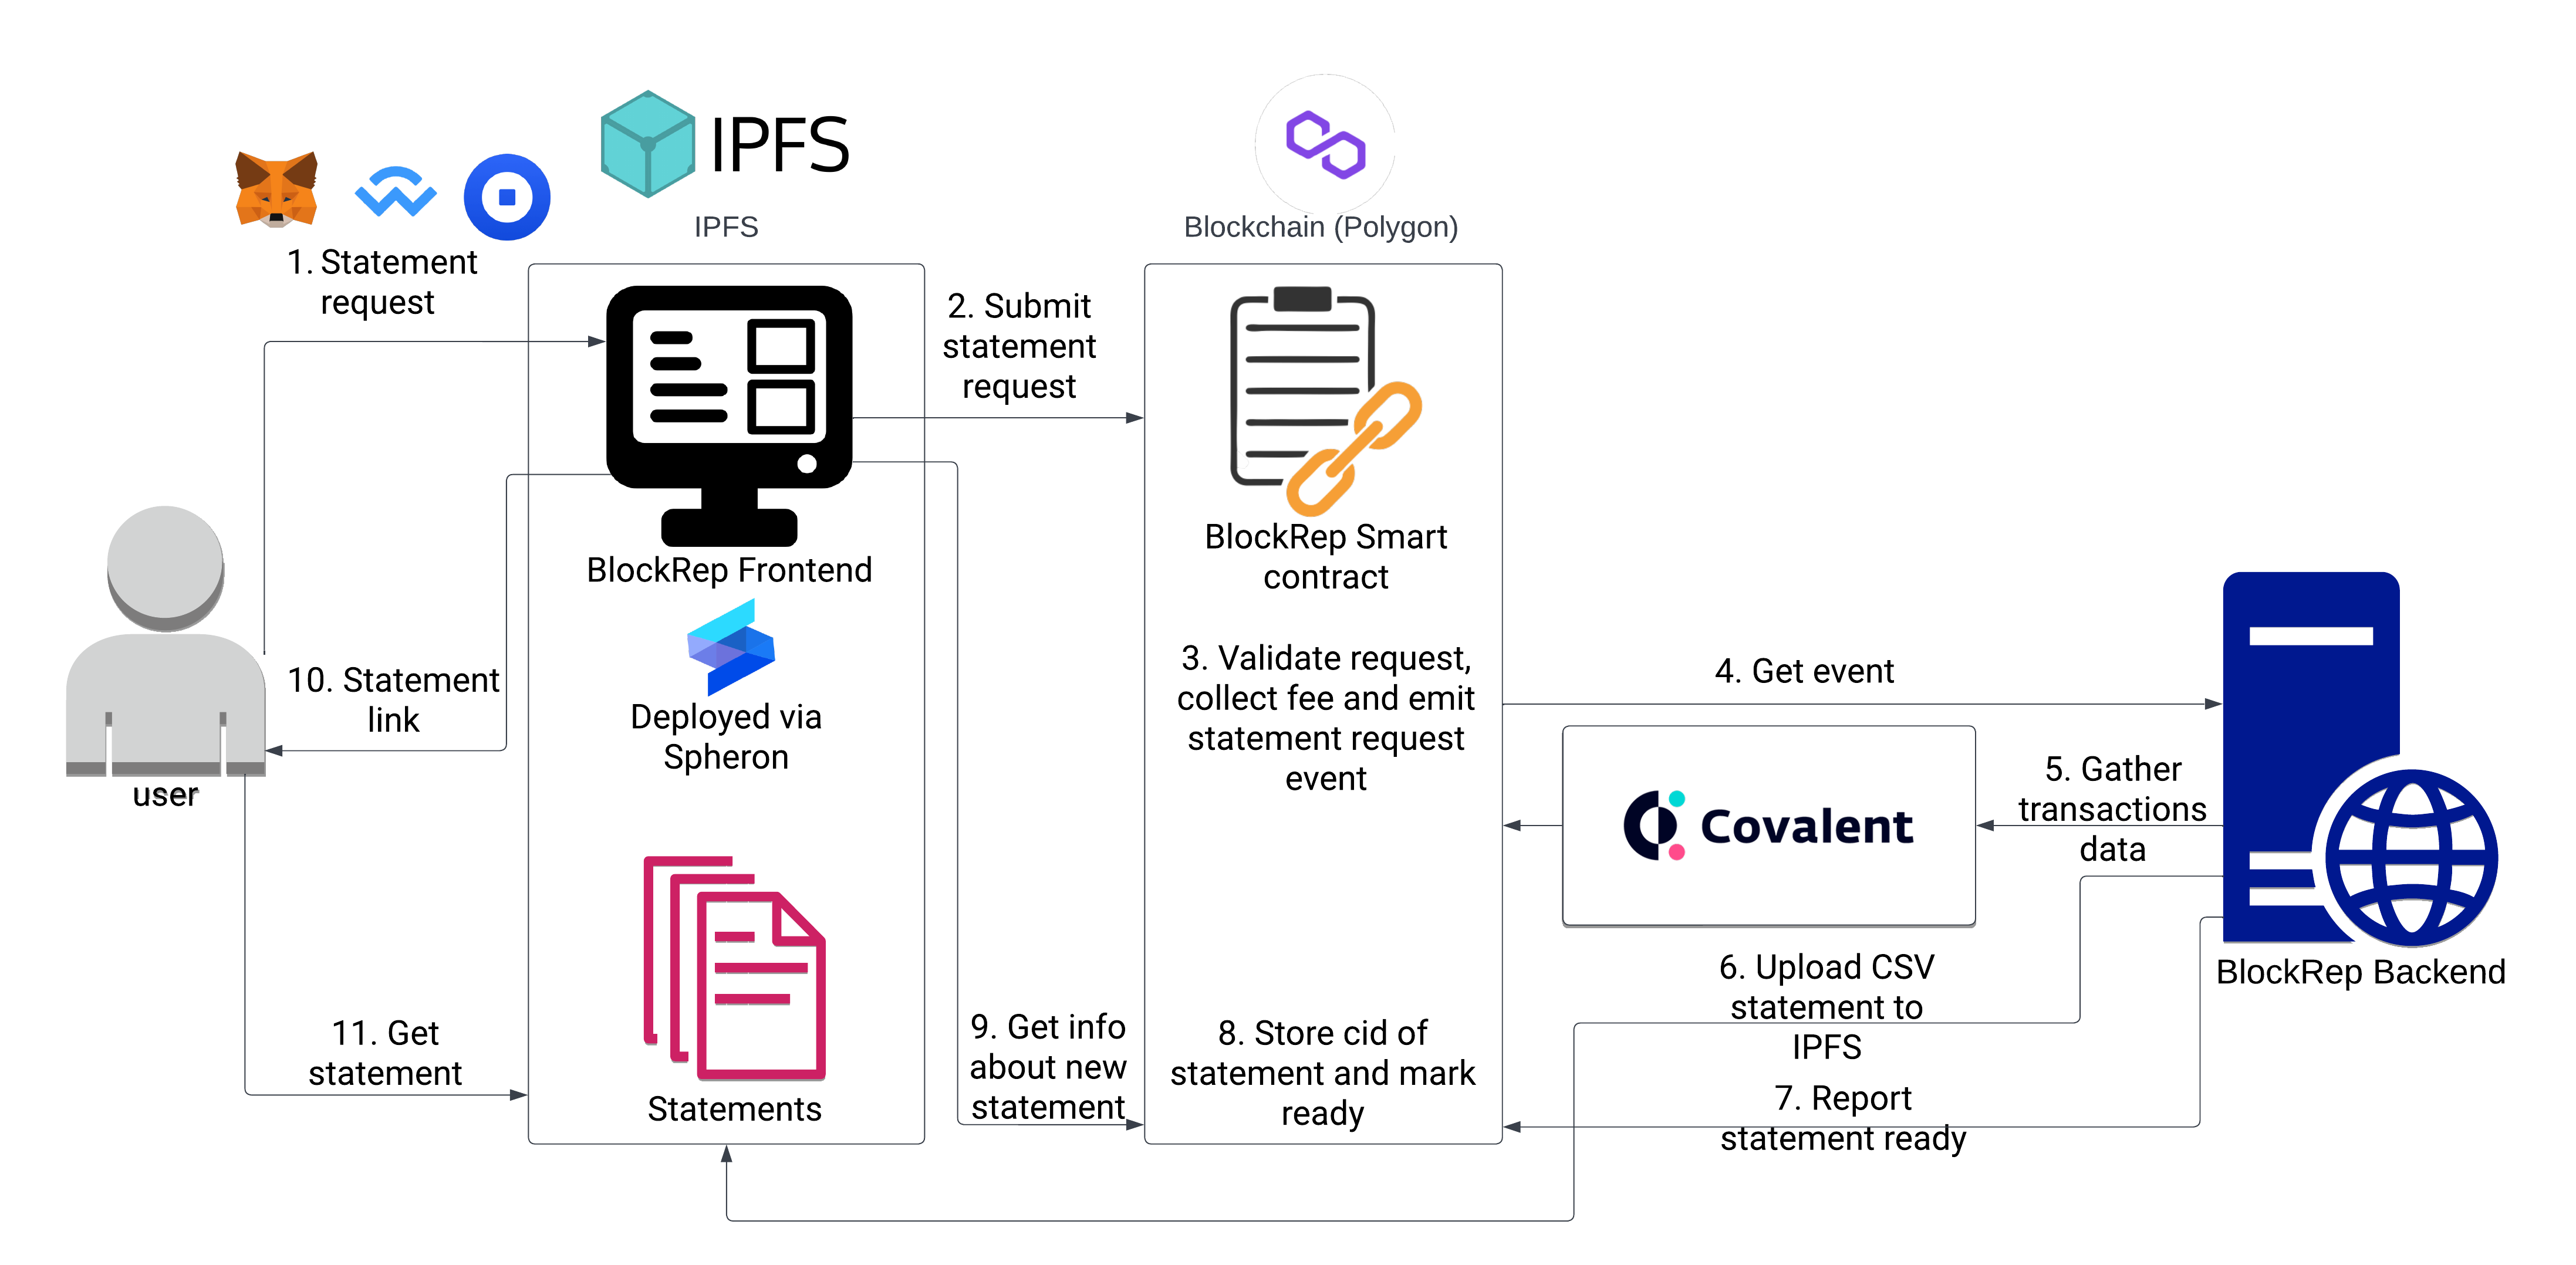 IPFS
IPFS
Blockchain (Polygon)
1. Statement
request
2. Submit
statement
request
BlockRep Frontend
Deployed via
Spheron
BlockRep Smart
contract
3. Validate request,
collect fee and emit
statement request
event
4. Get event
5. Gather
transactions
data
Covalent
10. Statement
link
user
BlockRep Backend
6. Upload CSV
statement to
IPFS
7. Report
statement ready
8. Store cid of
statement and mark
ready
9. Get info
about new
statement
11. Get
statement
Statements